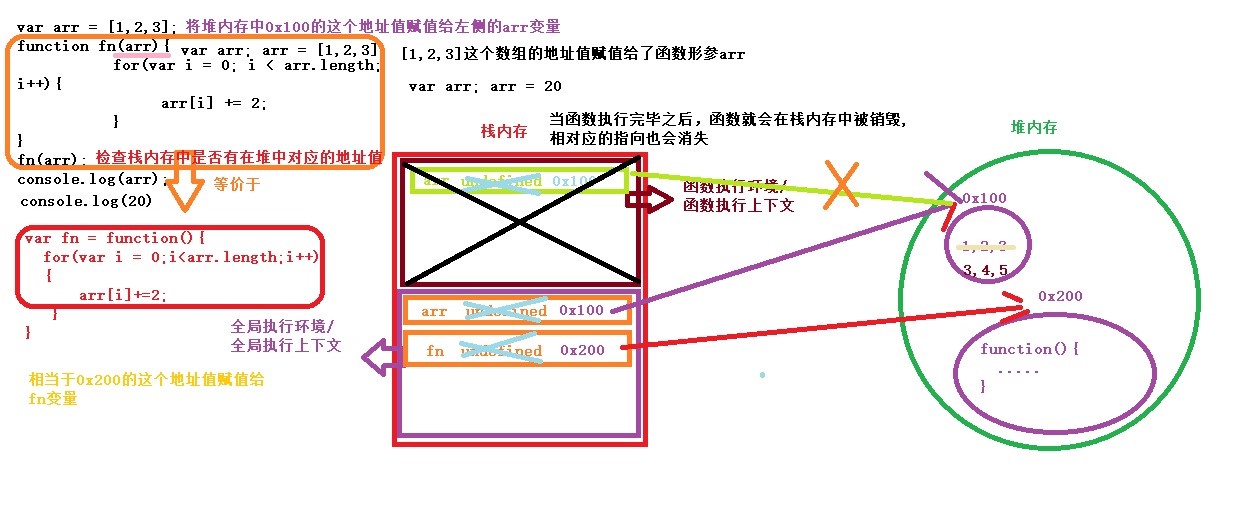 var arr = [1,2,3]; 将堆内存中0x100的这个地址值赋值给左侧的arr变量
function fn(arr){ var arr; arr = [1,2,3]
for(var i = 0; i < arr.length;
i++){
arr[i] += 2;
}
}
fn(arr); 检查栈内存中是否有在堆中对应的地址值
console.log(arr);
console.log(20)
等价于
[1,2,3]这个数组的地址值赋值给了函数形参arr
var arr; arr = 20
当函数执行完毕之后，函数就会在栈内存中被销毁,
相对应的指向也会消失
var fn = function(){
for(var i = 0;i<arr.length;i++)
{
arr[i]+=2;
}
}
相当于0x200的这个地址值赋值给
fn变量
栈内存
arr undefined 0x100
函数执行环境/
函数执行上下文
arr undefined 0x100
fn undefined 0x200
全局执行环境/
全局执行上下文
堆内存
0x100
1,2,3
3,4,5
0x200
function(){
.....
}